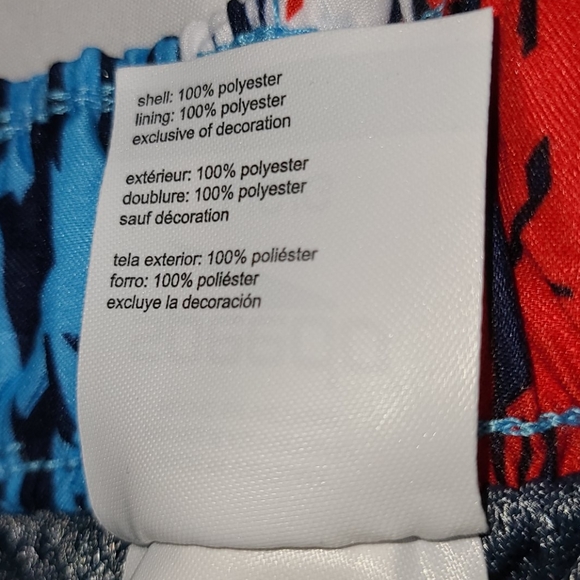 shell: 100% polyester
lining: 100% polyester
exclusive of decoration
extérieur: 100% polyester
doublure: 100% polyester
sauf décoration
tela exterior: 100% poliéster
forro: 100% poliéster
excluye la decoración